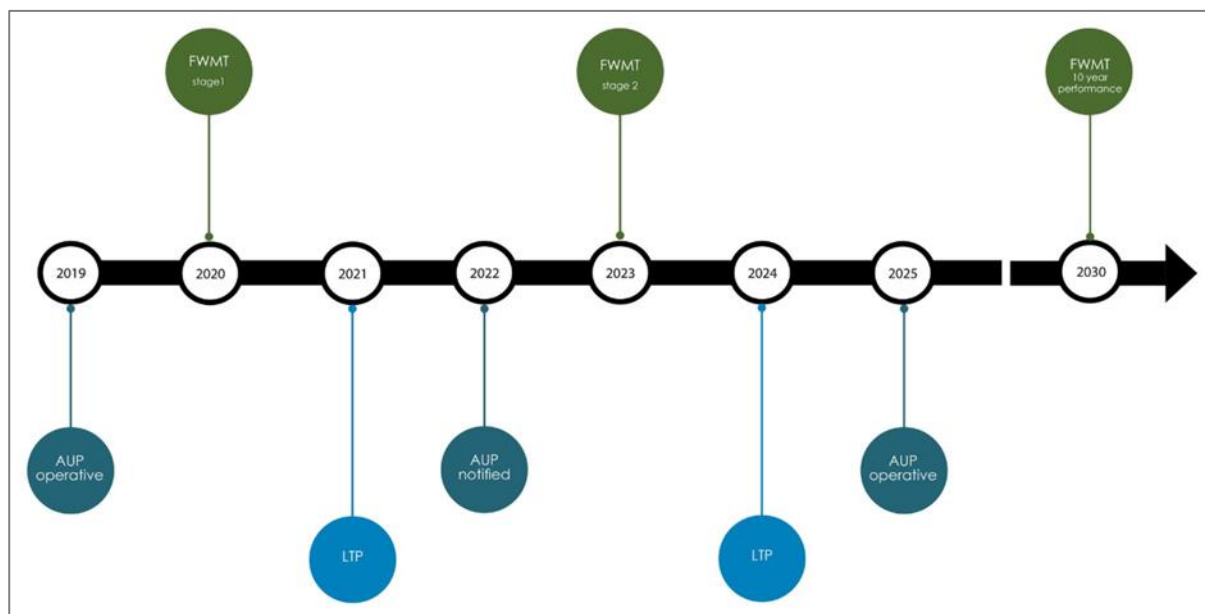 FWMT
stage1
FWMT
stage 2
FWMT
10 year
performance
2019
2020
2021
2022
2023
2024
2025
2030
AUP
operative
AUP
notified
AUP
operative
LTP
LTP